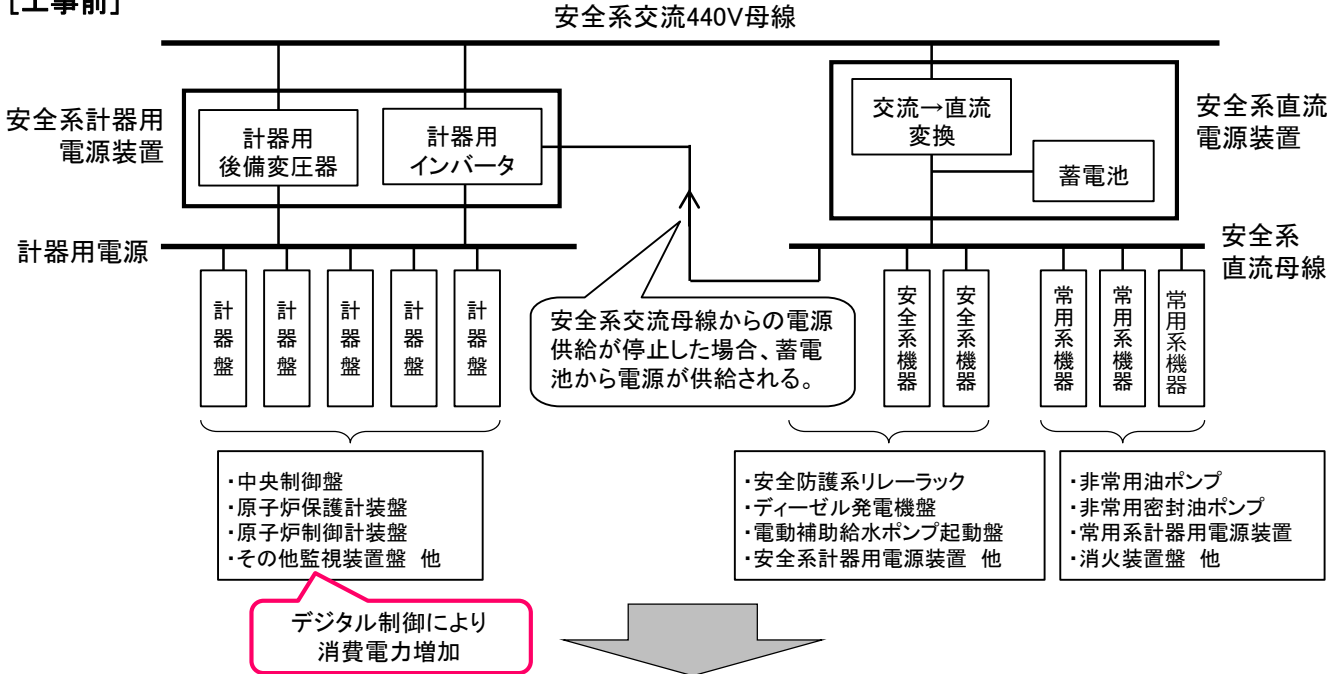 [工事前]
安全系交流440V母線
安全系計器用
電源装置
計器用
後備変圧器
計器用
インバータ
交流→直流
変換
蓄電池
安全系直流
電源装置
計器用電源
安全系
直流母線
計器盤
計器盤
計器盤
計器盤
計器盤
安全系交流母線からの電源
供給が停止した場合、蓄電
池から電源が供給される。
安全系機器
安全系機器
常用系機器
常用系機器
常用系機器
・中央制御盤
・原子炉保護計装盤
・原子炉制御計装盤
・その他監視装置盤 他
・安全防護系リレーラック
・ディーゼル発電機盤
・電動補助給水ポンプ起動盤
・安全系計器用電源装置 他
・非常用油ポンプ
・非常用密封油ポンプ
・常用系計器用電源装置
・消火装置盤 他
デジタル制御により
消費電力増加